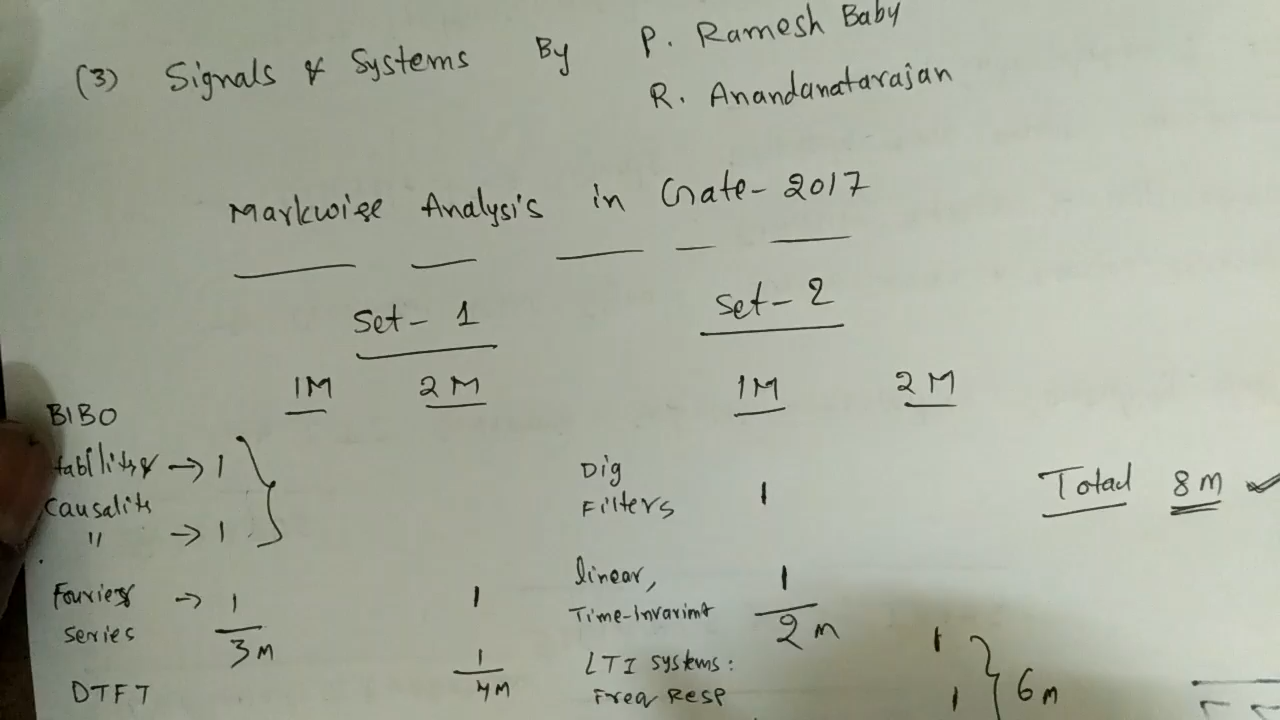 (3) Signals & Systems By P. Ramesh Baby
R. Anandanatarajan
Markwise Analysis in Gate-2017
Set-1 Set-2
1M 2M 1M 2M
BIBO
tability & → 1
Causality
" → 1
Dig
Filters 1
Total 8m
Fourier → 1 1
Series 3m
DTFT 1
4M
linear, 1
Time-Invarint 2m
LTI Systems: 1
Freq Resp 1 6m